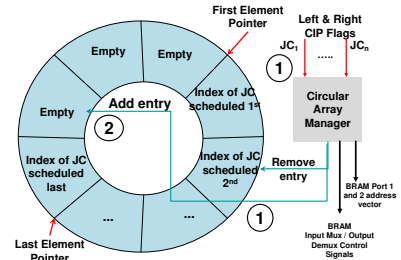 First Element
Pointer
Left & Right
CIP Flags
JC1
.....
JCn
1
Circular
Array
Manager
Empty
Empty
Empty
Add entry
2
Index of JC
scheduled 1st
Index of JC
scheduled
2nd
Index of JC
scheduled
last
...
...
Remove
entry
1
BRAM Port 1
and 2 address
vector
BRAM
Input Mux / Output
Demux Control
Signals
Last Element
Pointer